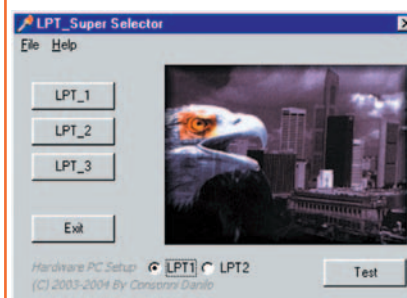 LPT_Super Selector
File Help
LPT_1
LPT_2
LPT_3
Exit
Hardware PC Setup LPT1 LPT2
(C) 2003-2004 By Consonni Danilo
Test